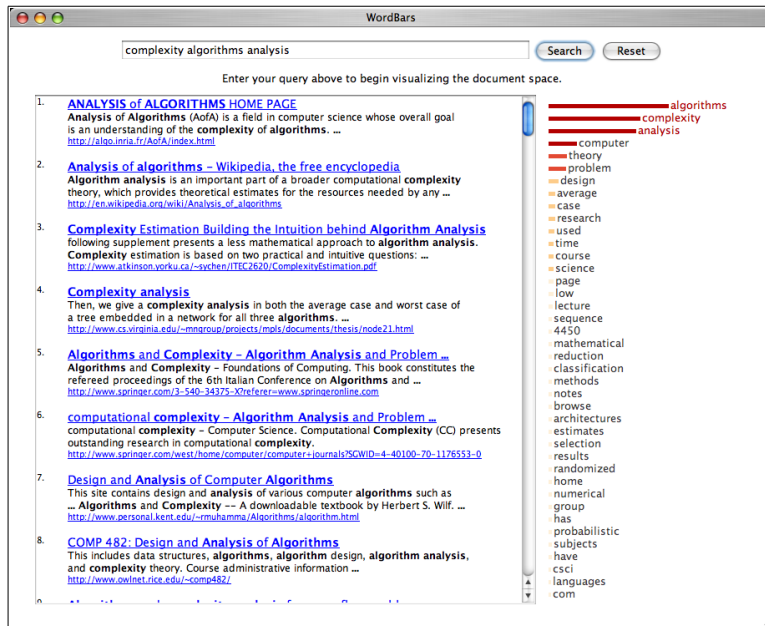 WordBars
complexity algorithms analysis
Search
Reset
Enter your query above to begin visualizing the document space.
1. ANALYSIS of ALGORITHMS HOME PAGE
Analysis of Algorithms (AofA) is a field in computer science whose overall goal
is an understanding of the complexity of algorithms. ...
http://algo.inria.fr/AofA/index.html
2. Analysis of algorithms – Wikipedia, the free encyclopedia
Algorithm analysis is an important part of a broader computational complexity
theory, which provides theoretical estimates for the resources needed by any ...
http://en.wikipedia.org/wiki/Analysis_of_algorithms
3. Complexity Estimation Building the Intuition behind Algorithm Analysis
following supplement presents a less mathematical approach to algorithm analysis.
Complexity estimation is based on two practical and intuitive questions: ...
http://www.atkinson.yorku.ca/~sychen/ITEC2620/ComplexityEstimation.pdf
4. Complexity analysis
Then, we give a complexity analysis in both the average case and worst case of
a tree embedded in a network for all three algorithms. ...
http://www.cs.virginia.edu/~mngroup/projects/mpls/documents/thesis/node21.html
5. Algorithms and Complexity – Algorithm Analysis and Problem ...
Algorithms and Complexity – Foundations of Computing. This book constitutes the
refereed proceedings of the 6th Italian Conference on Algorithms and ...
http://www.springer.com/3-540-34375-X?referer=www.springeronline.com
6. computational complexity – Algorithm Analysis and Problem ...
computational complexity – Computer Science. Computational Complexity (CC) presents
outstanding research in computational complexity.
http://www.springer.com/west/home/computer/computer+journals?SGWID=4-40100-70-1176553-0
7. Design and Analysis of Computer Algorithms
This site contains design and analysis of various computer algorithms such as
... Algorithms and Complexity -- A downloadable textbook by Herbert S. Wilf. ...
http://www.personal.kent.edu/~rmuhamma/Algorithms/algorithm.html
8. COMP 482: Design and Analysis of Algorithms
This includes data structures, algorithms, algorithm design, algorithm analysis,
and complexity theory. Course administrative information ...
http://www.owlnet.rice.edu/~comp482/
algorithms
complexity
analysis
computer
theory
problem
design
average
case
research
used
time
course
science
page
low
lecture
sequence
4450
mathematical
reduction
classification
methods
notes
browse
architectures
estimates
selection
results
randomized
home
numerical
group
has
probabilistic
subjects
have
csci
languages
com